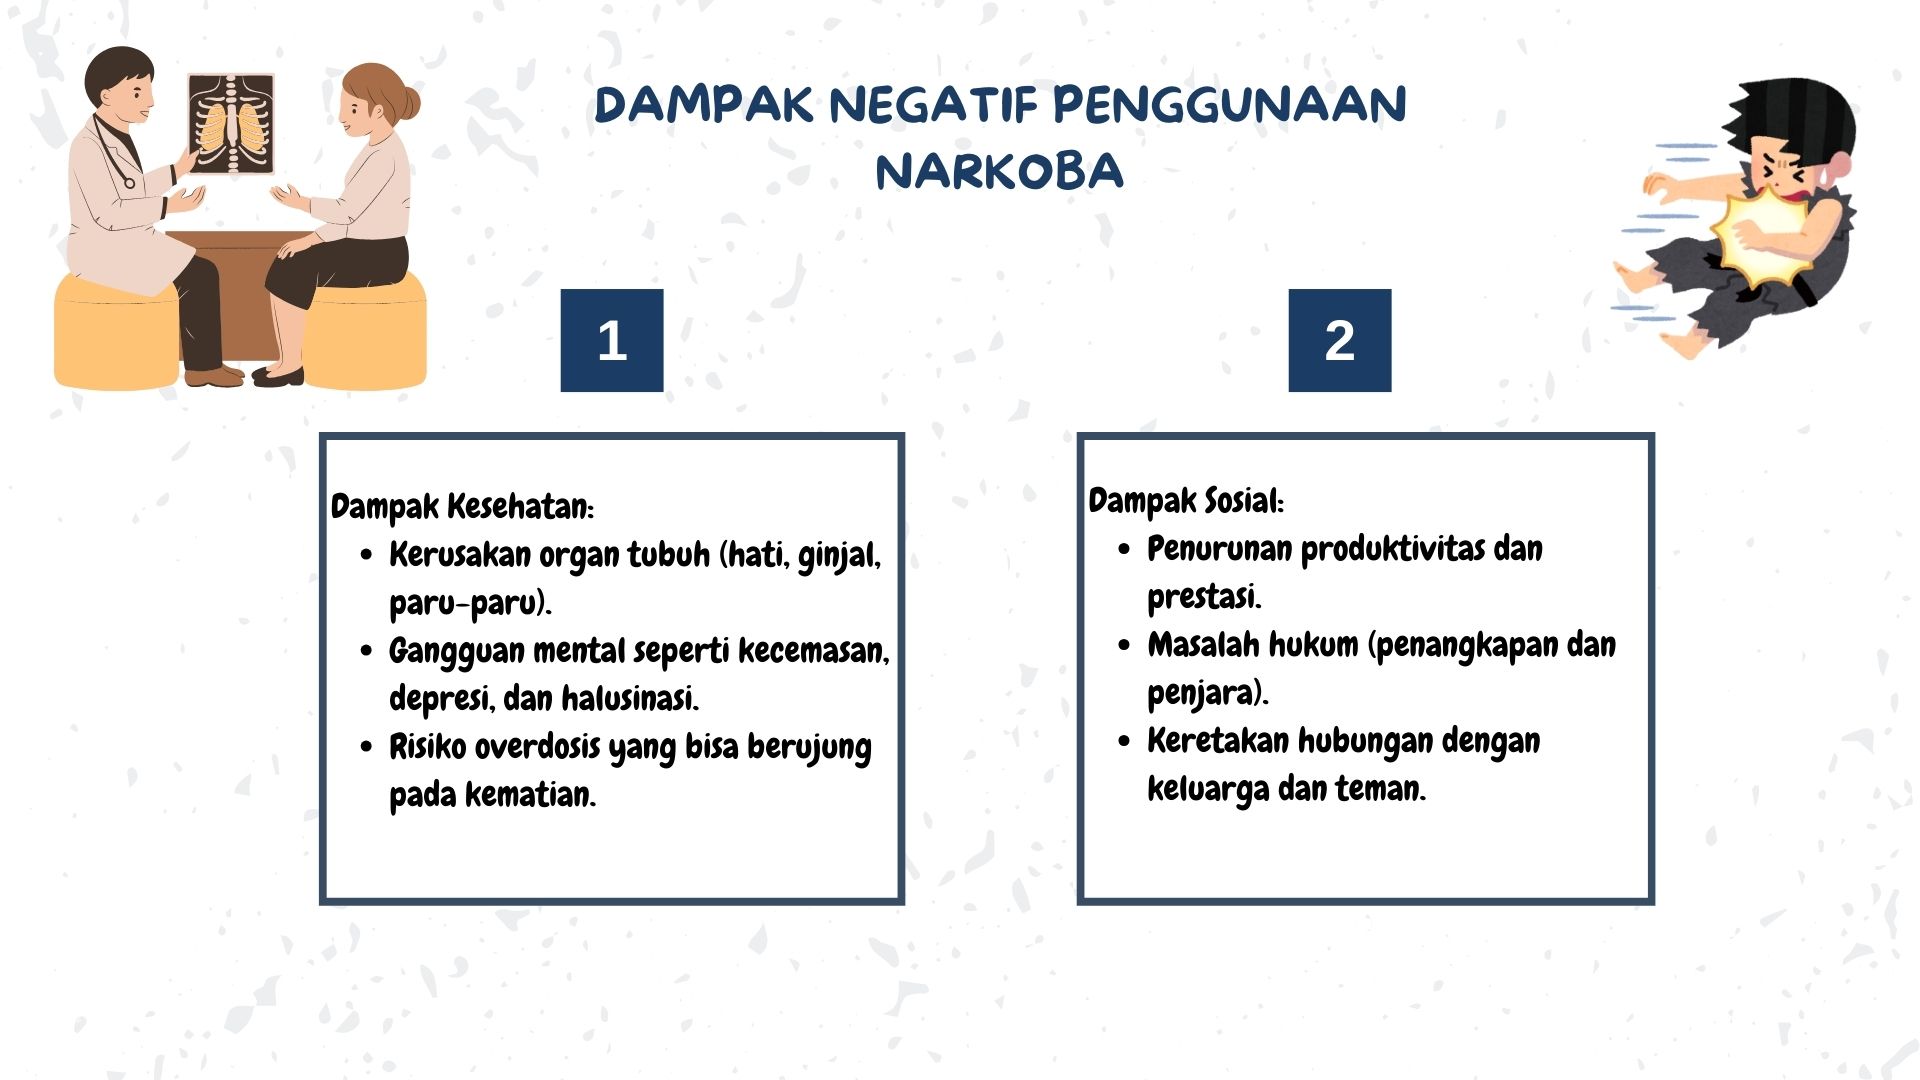 DAMPAK NEGATIF PENGGUNAAN
NARKOBA
1
Dampak Kesehatan:
• Kerusakan organ tubuh (hati, ginjal,
paru-paru).
• Gangguan mental seperti kecemasan,
depresi, dan halusinasi.
• Risiko overdosis yang bisa berujung
pada kematian.
2
Dampak Sosial:
• Penurunan produktivitas dan
prestasi.
• Masalah hukum (penangkapan dan
penjara).
• Keretakan hubungan dengan
keluarga dan teman.